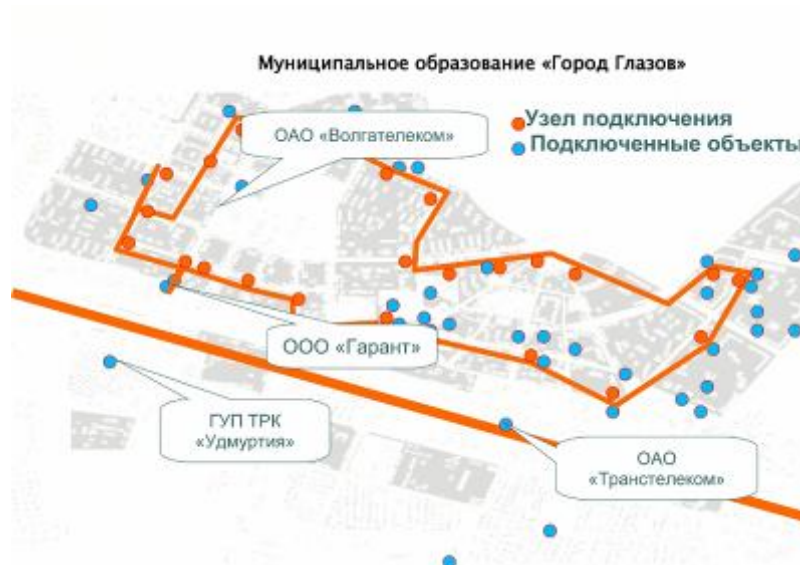 Муниципальное образование «Город Глазов»
Узел подключения
Подключенные объекты
ОАО «Волгателеком»
ООО «Гарант»
ГУП ТРК
«Удмуртия»
ОАО
«Транстелеком»